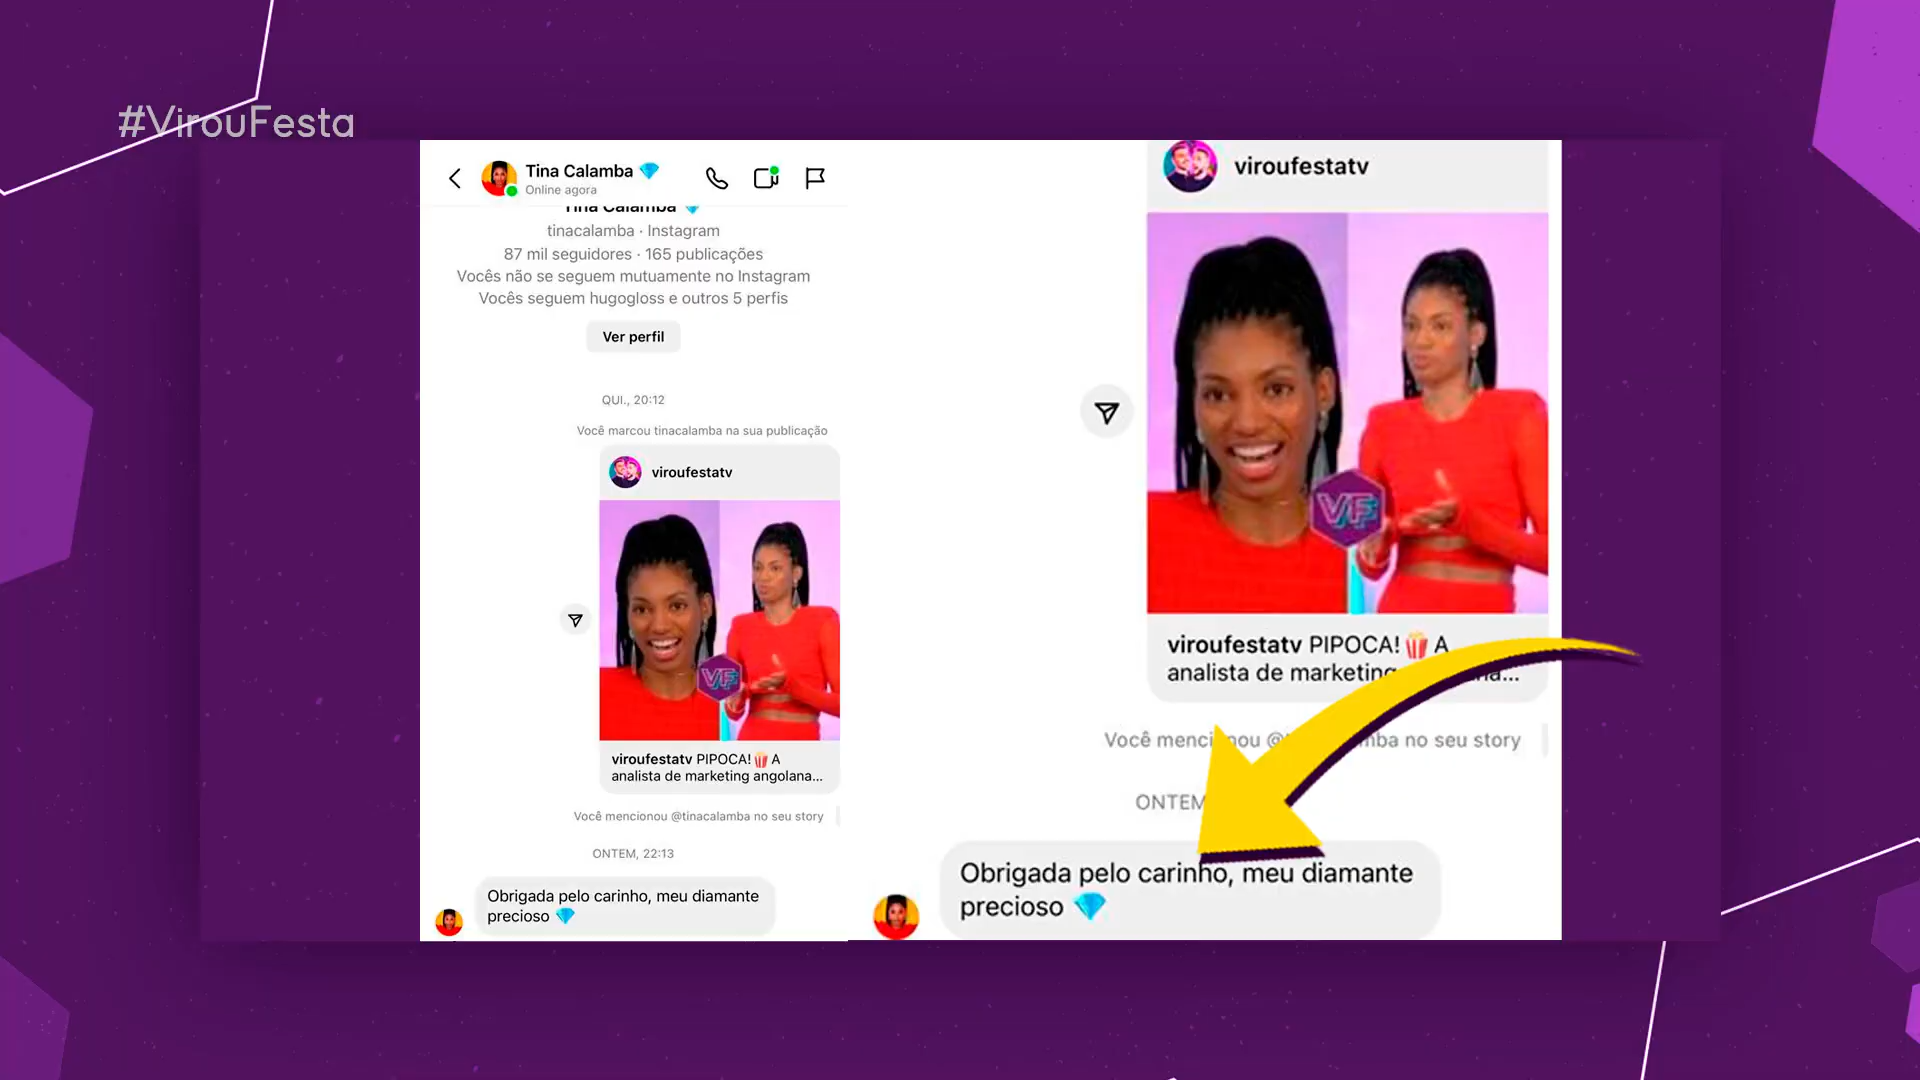 #VirouFesta
Tina Calamba 💎
Online agora
Tina Calamba 💎
tinacalamba · Instagram
87 mil seguidores · 165 publicações
Vocês não se seguem mutuamente no Instagram
Vocês seguem hugogloss e outros 5 perfis
Ver perfil
QUI., 20:12
Você marcou tinacalamba na sua publicação
viroufestatv
VF
viroufestatv PIPOCA!🍿 A
analista de marketing angolana...
Você mencionou @tinacalamba no seu story
ONTEM, 22:13
Obrigada pelo carinho, meu diamante
precioso 💎
viroufestatv
VF
viroufestatv PIPOCA!🍿 A
analista de marketing
Você mencionou no seu story
ONTEM
Obrigada pelo carinho, meu diamante
precioso 💎